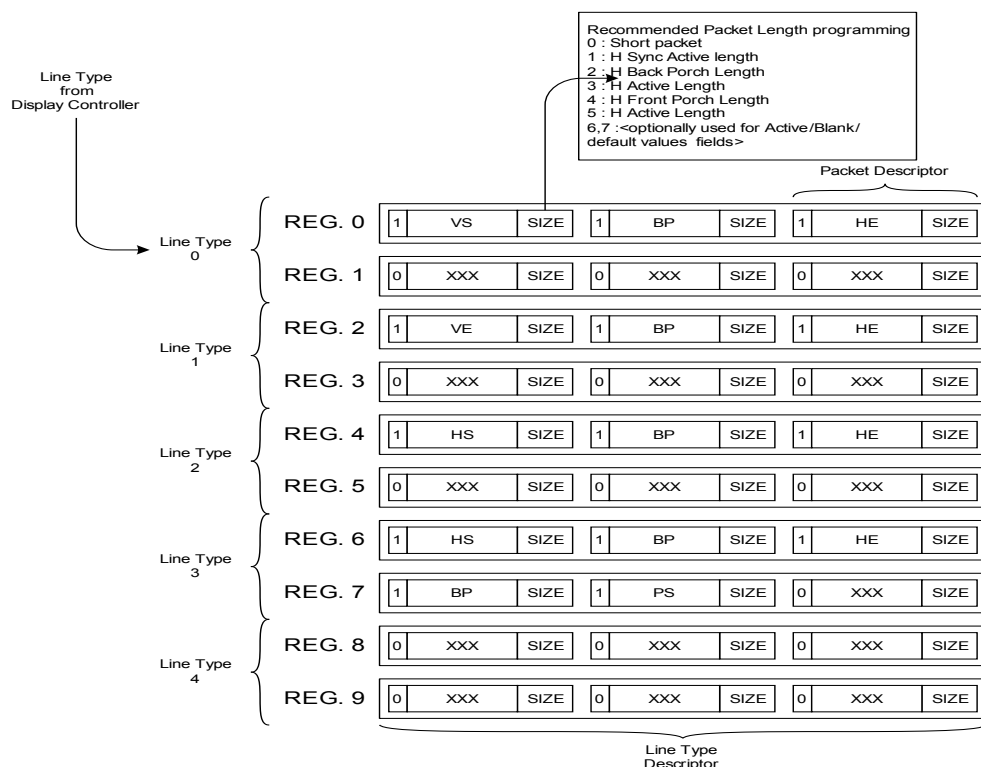 Recommended Packet Length programming
0 : Short packet
1 : H Sync Active length
2 : H Back Porch Length
3 : H Active Length
4 : H Front Porch Length
5 : H Active Length
6,7 :<optionally used for Active/Blank/
default values fields>
Line Type
from
Display Controller
Packet Descriptor
Line Type
0
REG. 0 1 VS SIZE 1 BP SIZE 1 HE SIZE
REG. 1 0 XXX SIZE 0 XXX SIZE 0 XXX SIZE
Line Type
1
REG. 2 1 VE SIZE 1 BP SIZE 1 HE SIZE
REG. 3 0 XXX SIZE 0 XXX SIZE 0 XXX SIZE
Line Type
2
REG. 4 1 HS SIZE 1 BP SIZE 1 HE SIZE
REG. 5 0 XXX SIZE 0 XXX SIZE 0 XXX SIZE
Line Type
3
REG. 6 1 HS SIZE 1 BP SIZE 1 HE SIZE
REG. 7 1 BP SIZE 1 PS SIZE 0 XXX SIZE
Line Type
4
REG. 8 0 XXX SIZE 0 XXX SIZE 0 XXX SIZE
REG. 9 0 XXX SIZE 0 XXX SIZE 0 XXX SIZE
Line Type
Descriptor